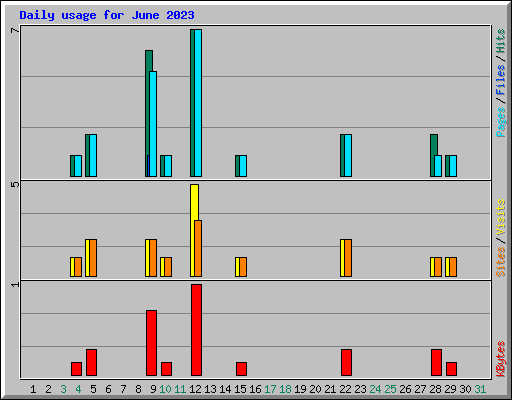 Daily usage for June 2023
7
Pages/Files/Hits
5
Sites/Visits
1
KBytes
1 2 3 4 5 6 7 8 9 10 11 12 13 14 15 16 17 18 19 20 21 22 23 24 25 26 27 28 29 30 31